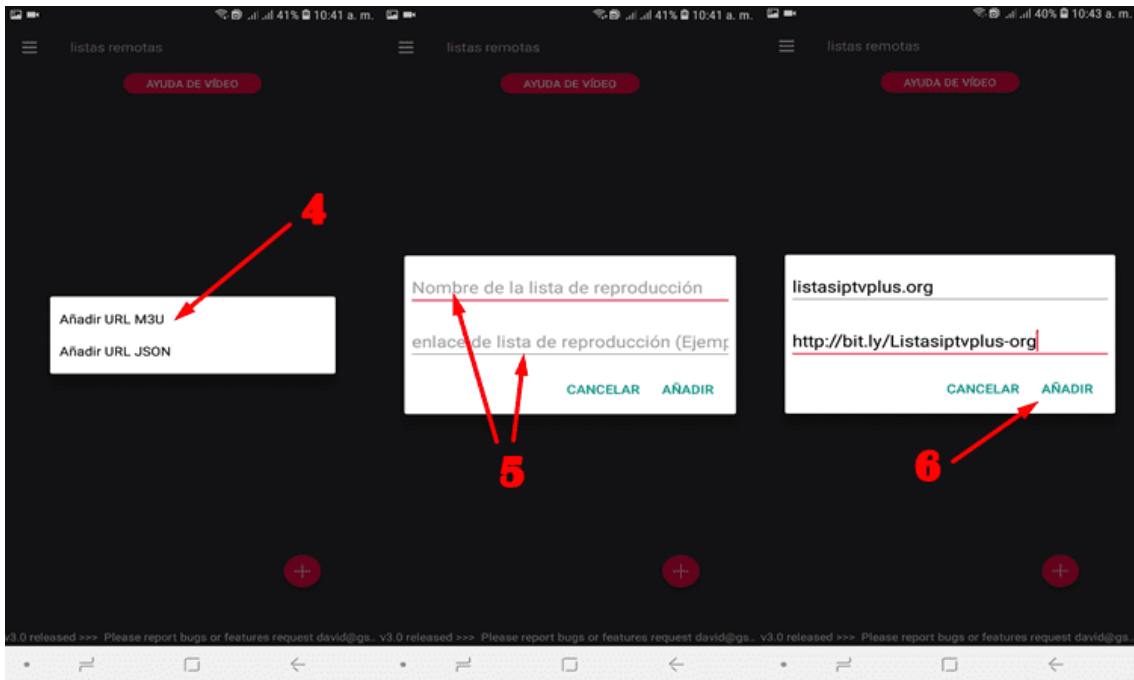 41% 10:41 a. m.
listas remotas
AYUDA DE VÍDEO
4
Añadir URL M3U
Añadir URL JSON
v3.0 released >>> Please report bugs or features request david@gs..
41% 10:41 a. m.
listas remotas
AYUDA DE VÍDEO
Nombre de la lista de reproducción
enlace de lista de reproducción (Ejemp
CANCELAR AÑADIR
5
v3.0 released >>> Please report bugs or features request david@gs..
40% 10:43 a. m.
listas remotas
AYUDA DE VÍDEO
listasiptvplus.org
http://bit.ly/Listasiptvplus-org
CANCELAR AÑADIR
6
v3.0 released >>> Please report bugs or features request david@gs..